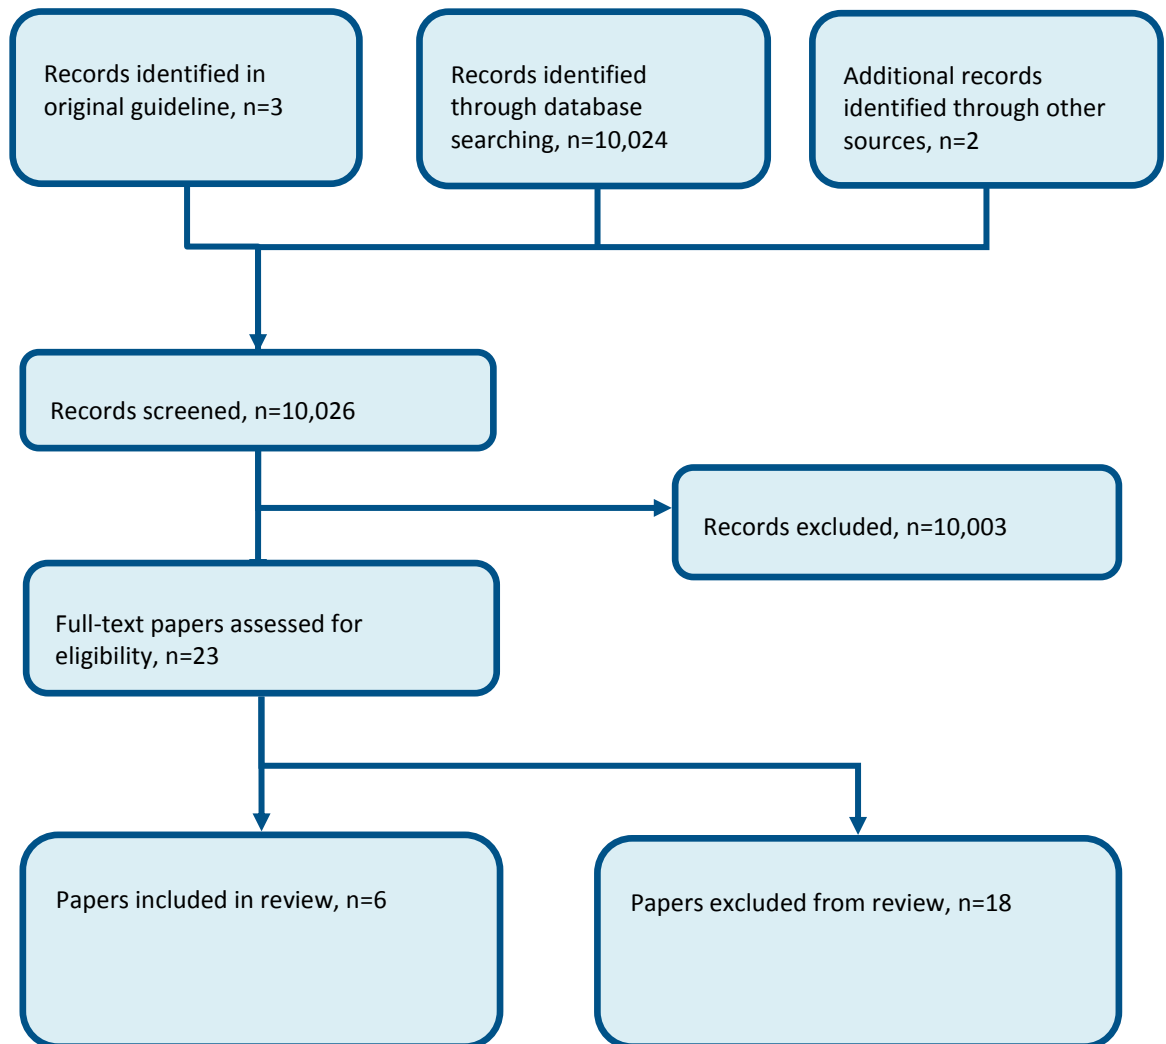 Records identified in
original guideline, n=3
Records identified
through database
searching, n=10,024
Additional records
identified through other
sources, n=2
Records screened, n=10,026
Records excluded, n=10,003
Full-text papers assessed for
eligibility, n=23
Papers included in review, n=6
Papers excluded from review, n=18